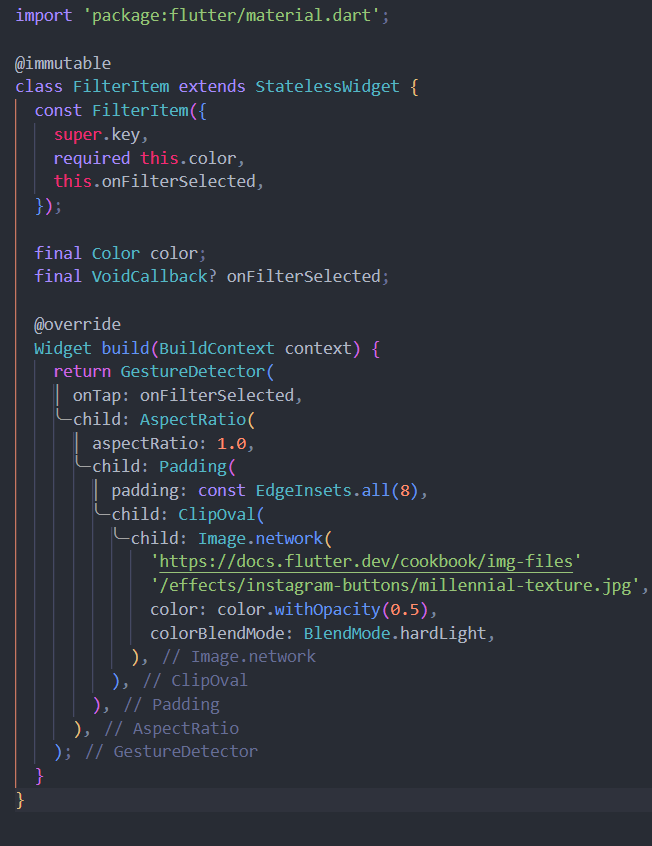 import 'package:flutter/material.dart';
@immutable
class FilterItem extends StatelessWidget {
const FilterItem({
super.key,
required this.color,
this.onFilterSelected,
});
final Color color;
final VoidCallback? onFilterSelected;
@override
Widget build(BuildContext context) {
return GestureDetector(
onTap: onFilterSelected,
child: AspectRatio(
aspectRatio: 1.0,
child: Padding(
padding: const EdgeInsets.all(8),
child: ClipOval(
child: Image.network(
'https://docs.flutter.dev/cookbook/img-files'
'/effects/instagram-buttons/millennial-texture.jpg',
color: color.withOpacity(0.5),
colorBlendMode: BlendMode.hardLight,
), // Image.network
), // ClipOval
), // Padding
), // AspectRatio
); // GestureDetector
}
}